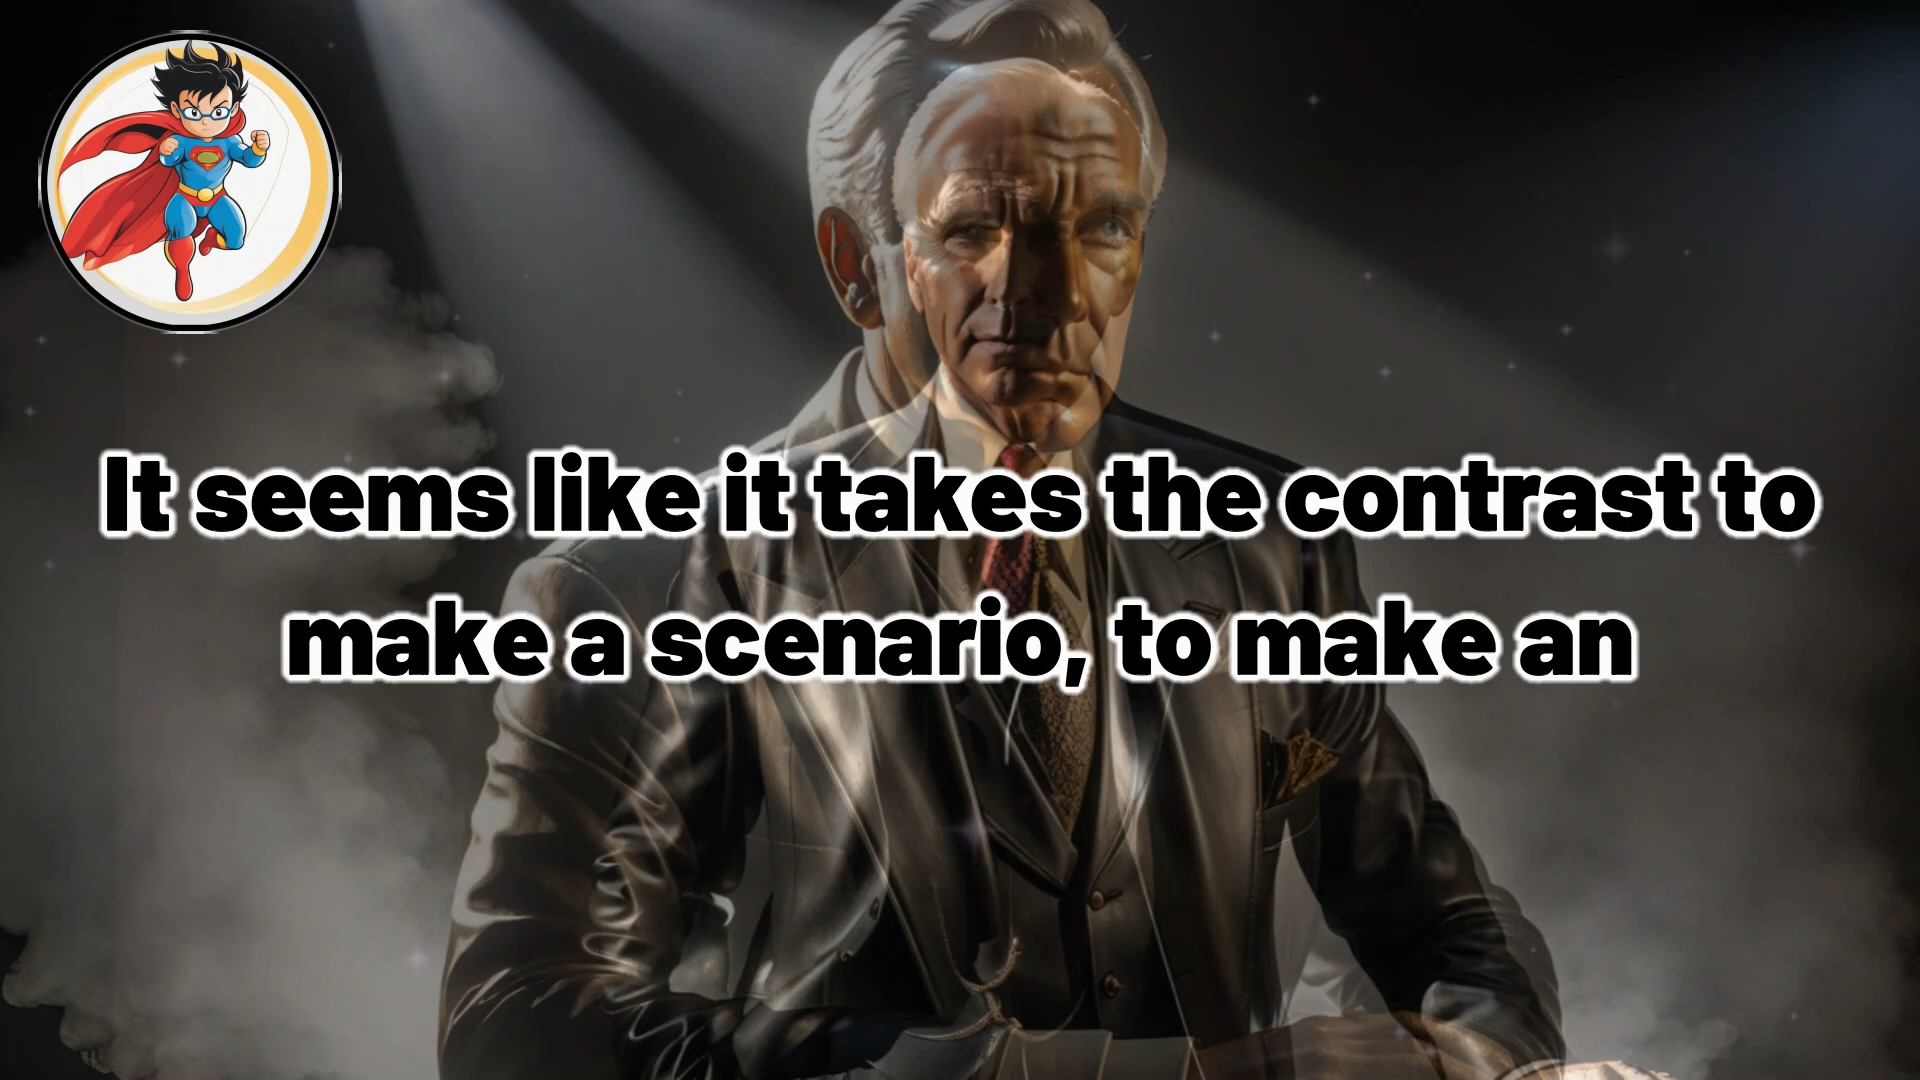 It seems like it takes the contrast to
make a scenario, to make an